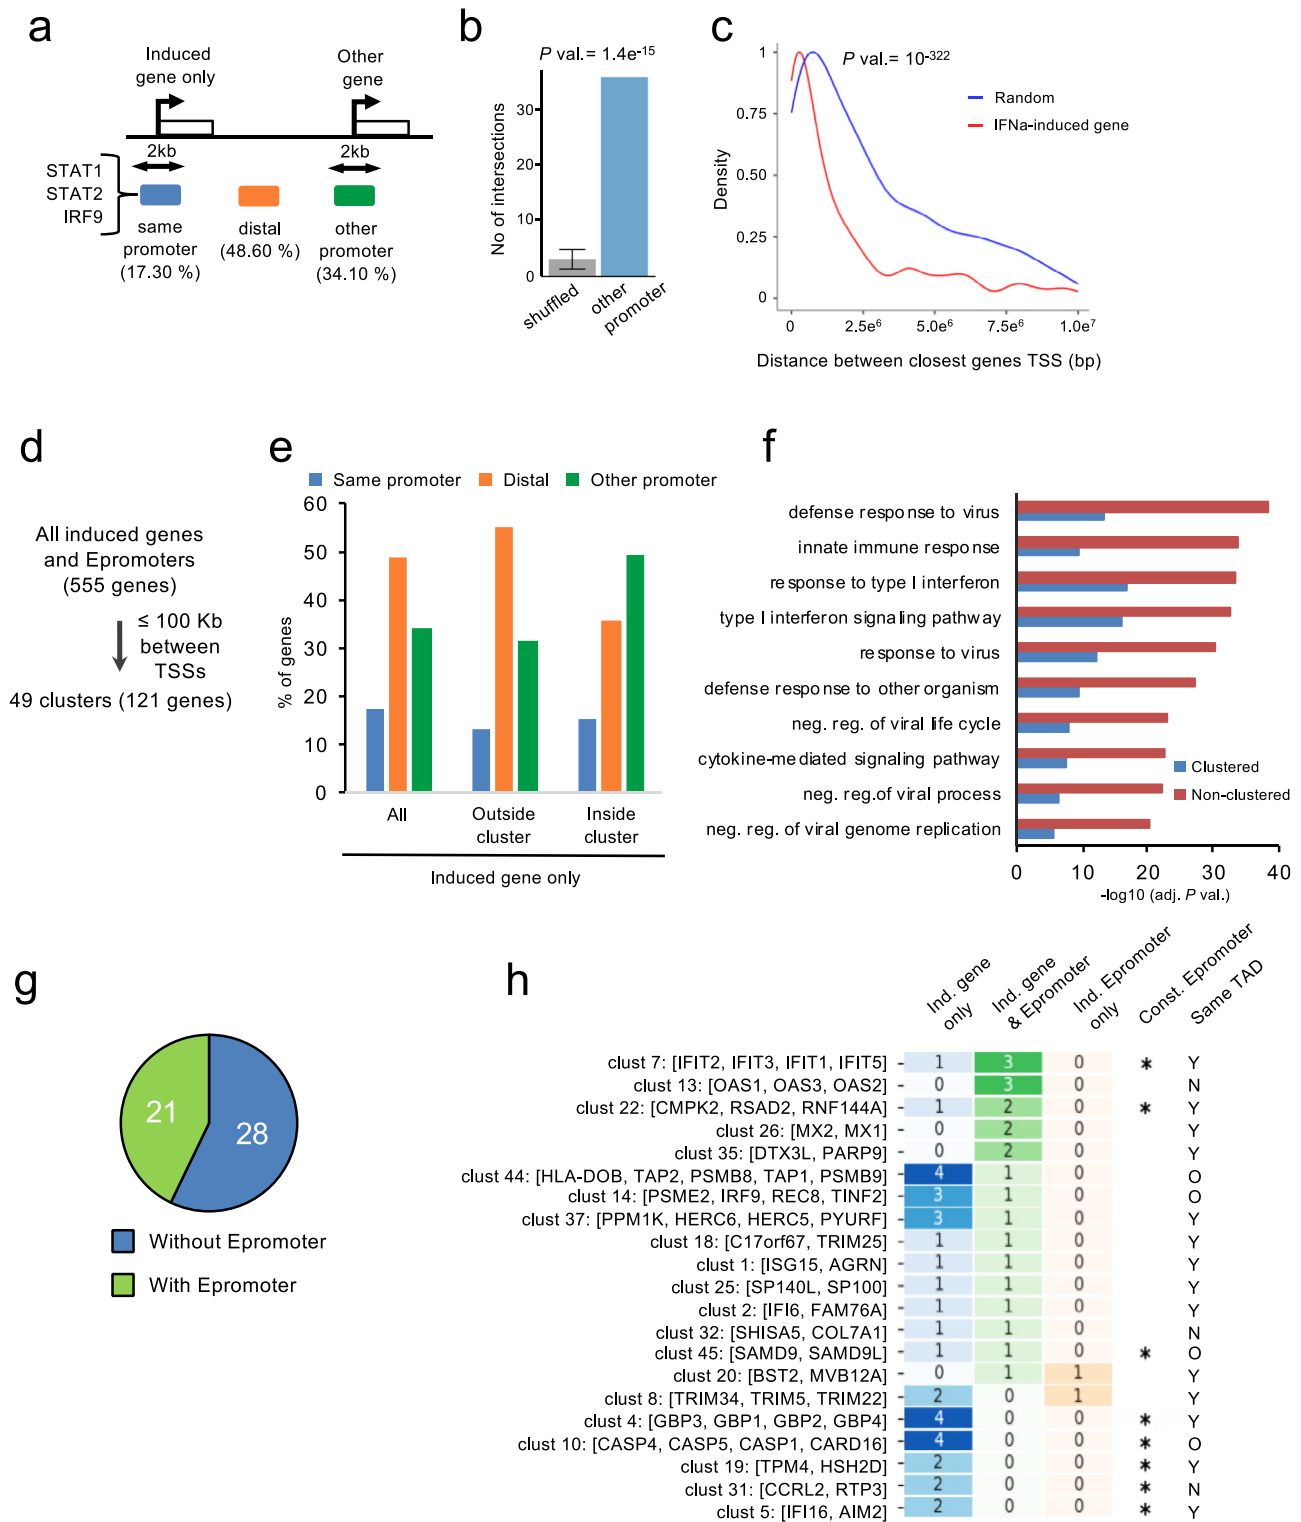 a
Induced
gene only
Other
gene
2kb
2kb
STAT1
STAT2
IRF9
same
promoter
(17.30 %)
distal
(48.60 %)
other
promoter
(34.10 %)
b
P val.= 1.4e-15
No of intersections
30
20
10
0
shuffled
other
promoter
c
P val.= 10-322
Random
IFNa-induced gene
Density
1
0.75
0.50
0.25
0
0
2.5e6
5.0e6
7.5e6
1.0e7
Distance between closest genes TSS (bp)
d
All induced genes
and Epromoters
(555 genes)
≤ 100 Kb
between
TSSs
49 clusters (121 genes)
e
Same promoter
Distal
Other promoter
% of genes
60
50
40
30
20
10
0
All
Outside
cluster
Inside
cluster
Induced gene only
f
defense response to virus
innate immune response
response to type I interferon
type I interferon signaling pathway
response to virus
defense response to other organism
neg. reg. of viral life cycle
cytokine-mediated signaling pathway
neg. reg.of viral process
neg. reg. of viral genome replication
Clustered
Non-clustered
0
10
20
30
40
-log10 (adj. P val.)
g
21
28
Without Epromoter
With Epromoter
h
Ind. gene
only
Ind. gene
& Epromoter
Ind. Epromoter
only
Const. Epromoter
Same TAD
clust 7: [IFIT2, IFIT3, IFIT1, IFIT5] 1 3 0 * Y
clust 13: [OAS1, OAS3, OAS2] 0 3 0 N
clust 22: [CMPK2, RSAD2, RNF144A] 1 2 0 * Y
clust 26: [MX2, MX1] 0 2 0 Y
clust 35: [DTX3L, PARP9] 0 2 0 Y
clust 44: [HLA-DOB, TAP2, PSMB8, TAP1, PSMB9] 4 1 0 O
clust 14: [PSME2, IRF9, REC8, TINF2] 3 1 0 O
clust 37: [PPM1K, HERC6, HERC5, PYURF] 3 1 0 Y
clust 18: [C17orf67, TRIM25] 1 1 0 Y
clust 1: [ISG15, AGRN] 1 1 0 Y
clust 25: [SP140L, SP100] 1 1 0 Y
clust 2: [IFI6, FAM76A] 1 1 0 Y
clust 32: [SHISA5, COL7A1] 1 1 0 N
clust 45: [SAMD9, SAMD9L] 1 1 0 * O
clust 20: [BST2, MVB12A] 0 1 1 Y
clust 8: [TRIM34, TRIM5, TRIM22] 2 0 1 Y
clust 4: [GBP3, GBP1, GBP2, GBP4] 4 0 0 * Y
clust 10: [CASP4, CASP5, CASP1, CARD16] 4 0 0 * O
clust 19: [TPM4, HSH2D] 2 0 0 * Y
clust 31: [CCRL2, RTP3] 2 0 0 * N
clust 5: [IFI16, AIM2] 2 0 0 * Y